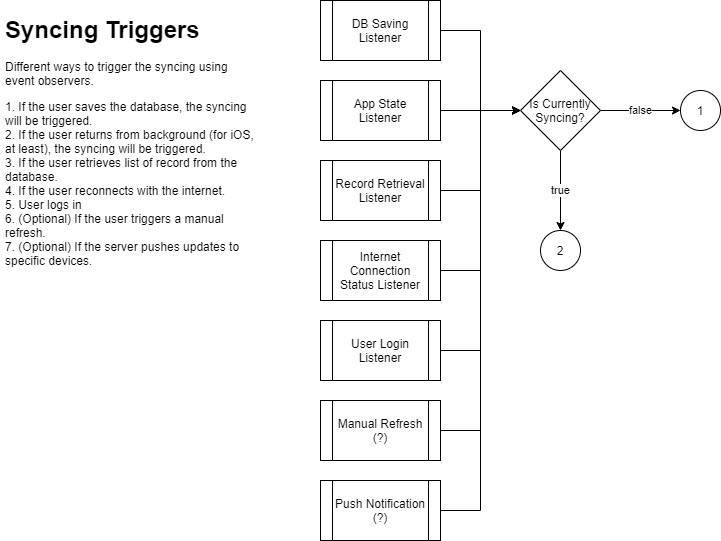 Syncing Triggers
Different ways to trigger the syncing using
event observers.
1. If the user saves the database, the syncing
will be triggered.
2. If the user returns from background (for iOS,
at least), the syncing will be triggered.
3. If the user retrieves list of record from the
database.
4. If the user reconnects with the internet.
5. User logs in
6. (Optional) If the user triggers a manual
refresh.
7. (Optional) If the server pushes updates to
specific devices.
DB Saving
Listener
App State
Listener
Record Retrieval
Listener
Internet
Connection
Status Listener
User Login
Listener
Manual Refresh
(?)
Push Notification
(?)
Is Currently
Syncing?
false
1
true
2